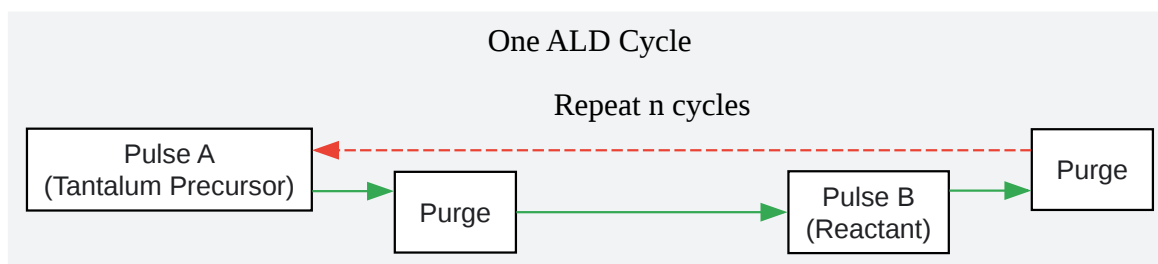 One ALD Cycle
Repeat n cycles
Pulse A
(Tantalum Precursor)
Purge
Pulse B
(Reactant)
Purge